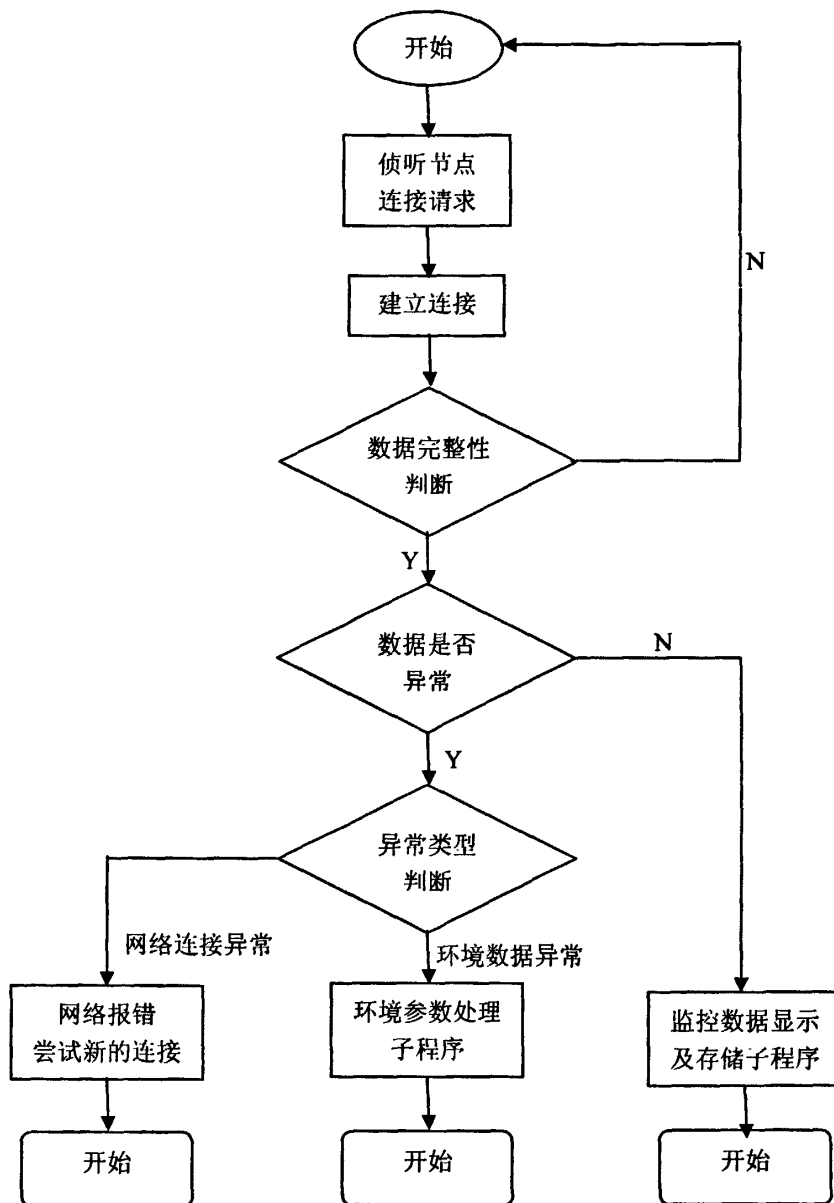 开始
侦听节点
连接请求
N
建立连接
数据完整性
判断
Y
数据是否
异常
N
Y
异常类型
判断
网络连接异常
环境数据异常
网络报错
尝试新的连接
环境参数处理
子程序
监控数据显示
及存储子程序
开始
开始
开始